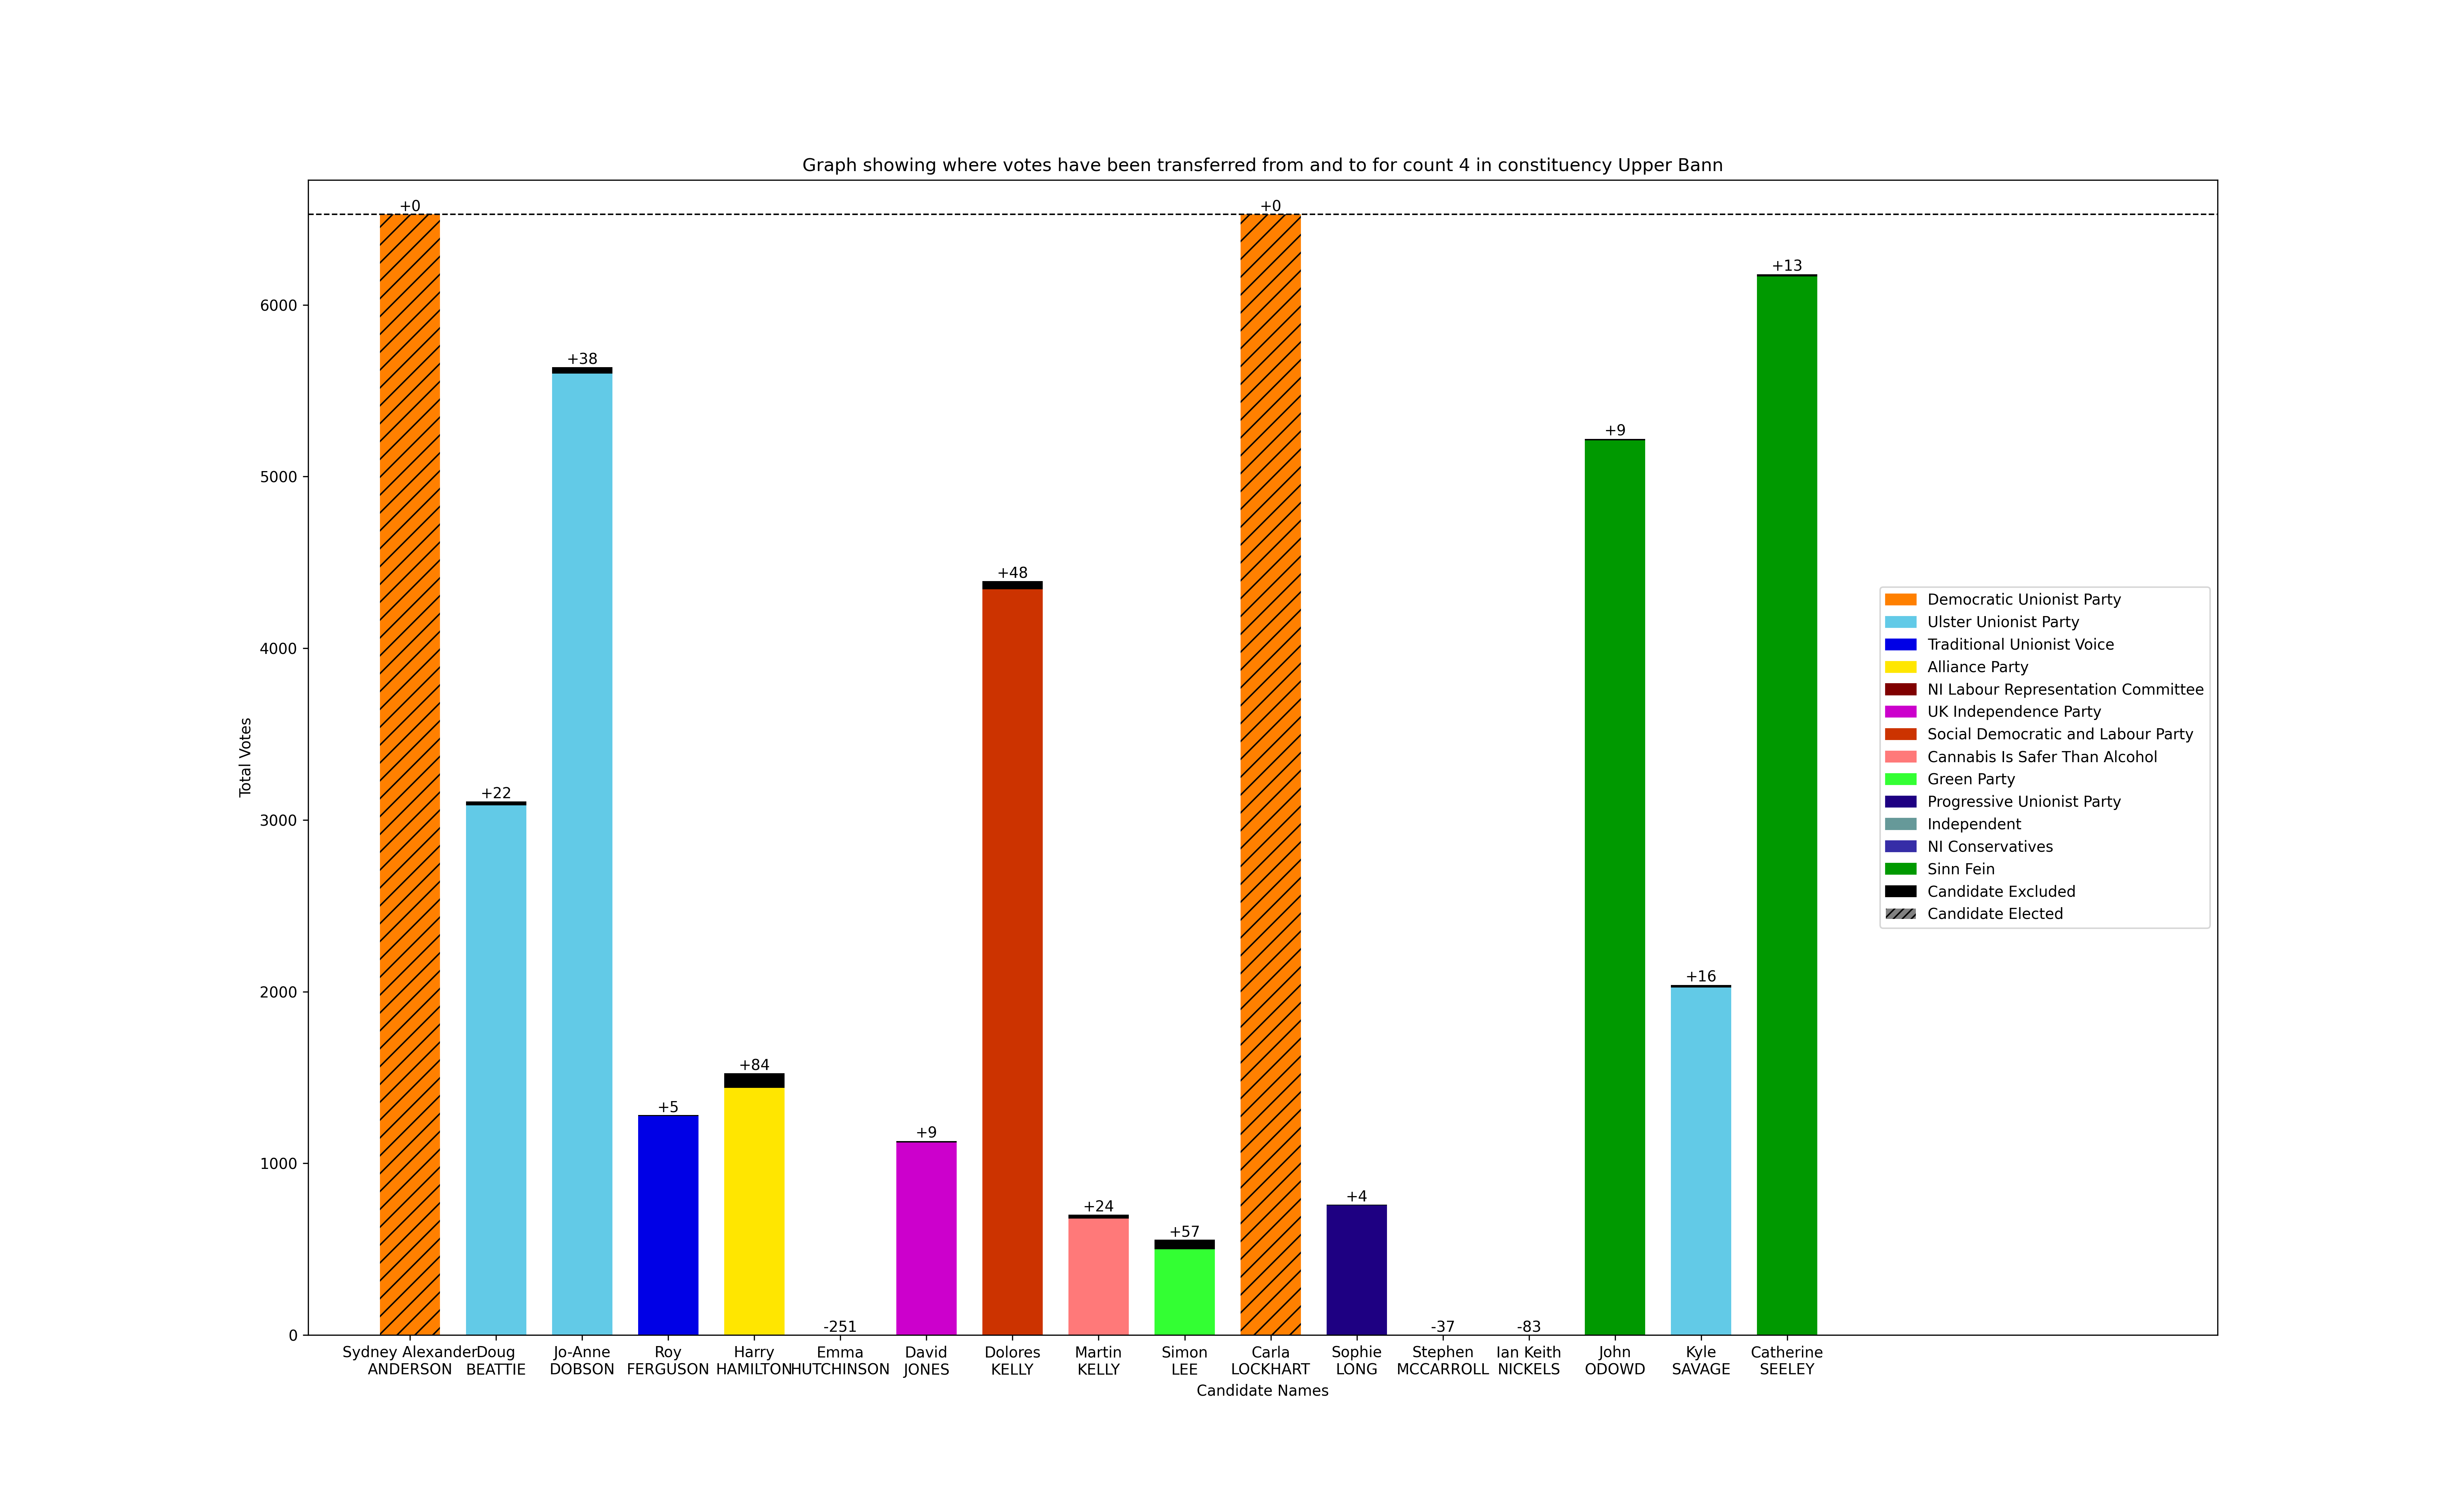 Graph showing where votes have been transferred from and to for count 4 in constituency Upper Bann
Total Votes
6000
5000
4000
3000
2000
1000
0
+0
+22
+38
+5
+84
-251
+9
+48
+24
+57
+0
+4
-37
-83
+9
+16
+13
Sydney Alexander
ANDERSON
Doug
BEATTIE
Jo-Anne
DOBSON
Roy
FERGUSON
Harry
HAMILTON
Emma
HUTCHINSON
David
JONES
Dolores
KELLY
Martin
KELLY
Simon
LEE
Carla
LOCKHART
Sophie
LONG
Stephen
MCCARROLL
Ian Keith
NICKELS
John
ODOWD
Kyle
SAVAGE
Catherine
SEELEY
Candidate Names
Democratic Unionist Party
Ulster Unionist Party
Traditional Unionist Voice
Alliance Party
NI Labour Representation Committee
UK Independence Party
Social Democratic and Labour Party
Cannabis Is Safer Than Alcohol
Green Party
Progressive Unionist Party
Independent
NI Conservatives
Sinn Fein
Candidate Excluded
Candidate Elected